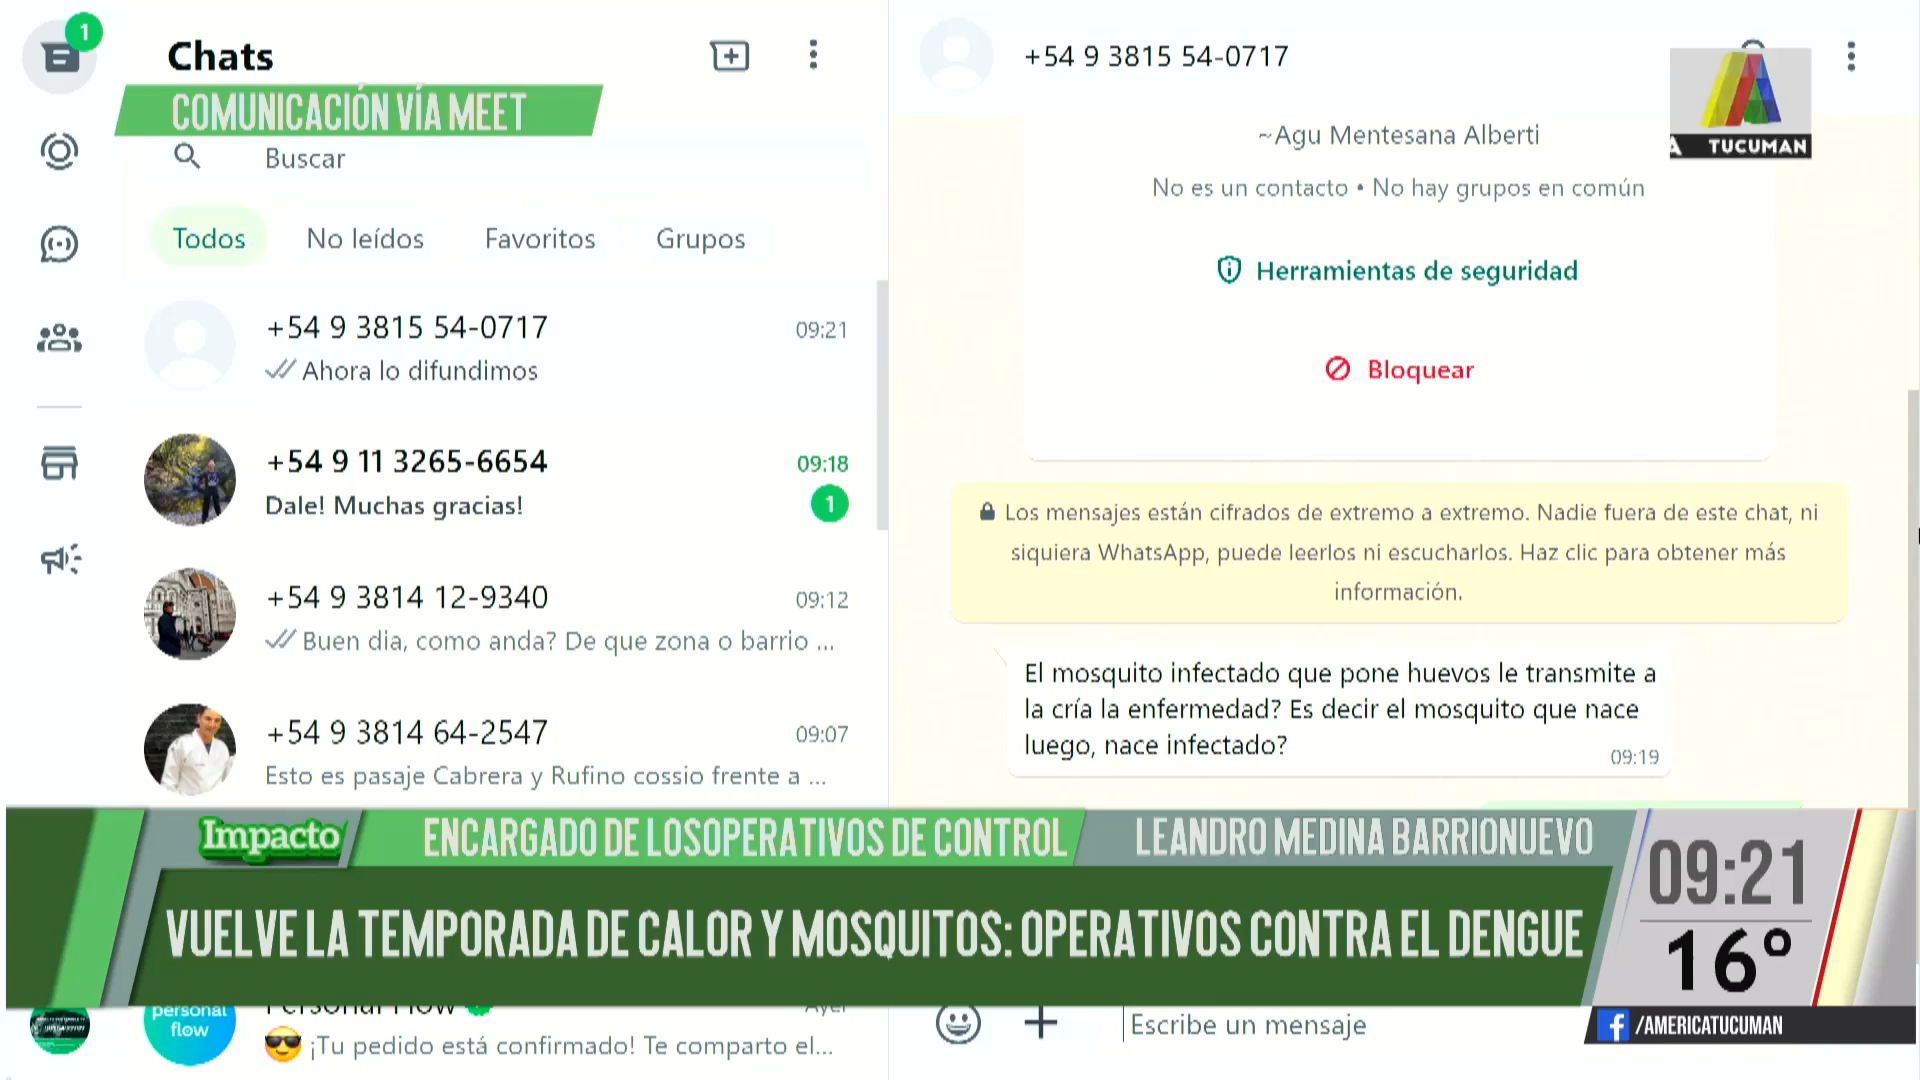 1
Chats
COMUNICACIÓN VÍA MEET
Buscar
Todos
No leídos
Favoritos
Grupos
+54 9 3815 54-0717
09:21
Ahora lo difundimos
+54 9 11 3265-6654
09:18
Dale! Muchas gracias!
1
+54 9 3814 12-9340
09:12
Buen dia, como anda? De que zona o barrio ...
+54 9 3814 64-2547
09:07
Esto es pasaje Cabrera y Rufino cossio frente a ...
+54 9 3815 54-0717
A TUCUMAN
~Agu Mentesana Alberti
No es un contacto • No hay grupos en común
Herramientas de seguridad
Bloquear
Los mensajes están cifrados de extremo a extremo. Nadie fuera de este chat, ni
siquiera WhatsApp, puede leerlos ni escucharlos. Haz clic para obtener más
información.
El mosquito infectado que pone huevos le transmite a
la cría la enfermedad? Es decir el mosquito que nace
luego, nace infectado?
09:19
Impacto
ENCARGADO DE LOSOPERATIVOS DE CONTROL
LEANDRO MEDINA BARRIONUEVO
VUELVE LA TEMPORADA DE CALOR Y MOSQUITOS: OPERATIVOS CONTRA EL DENGUE
09:21
16°
personal
flow
Personal Flow
Ayer
¡Tu pedido está confirmado! Te comparto el...
Escribe un mensaje
/AMERICATUCUMAN